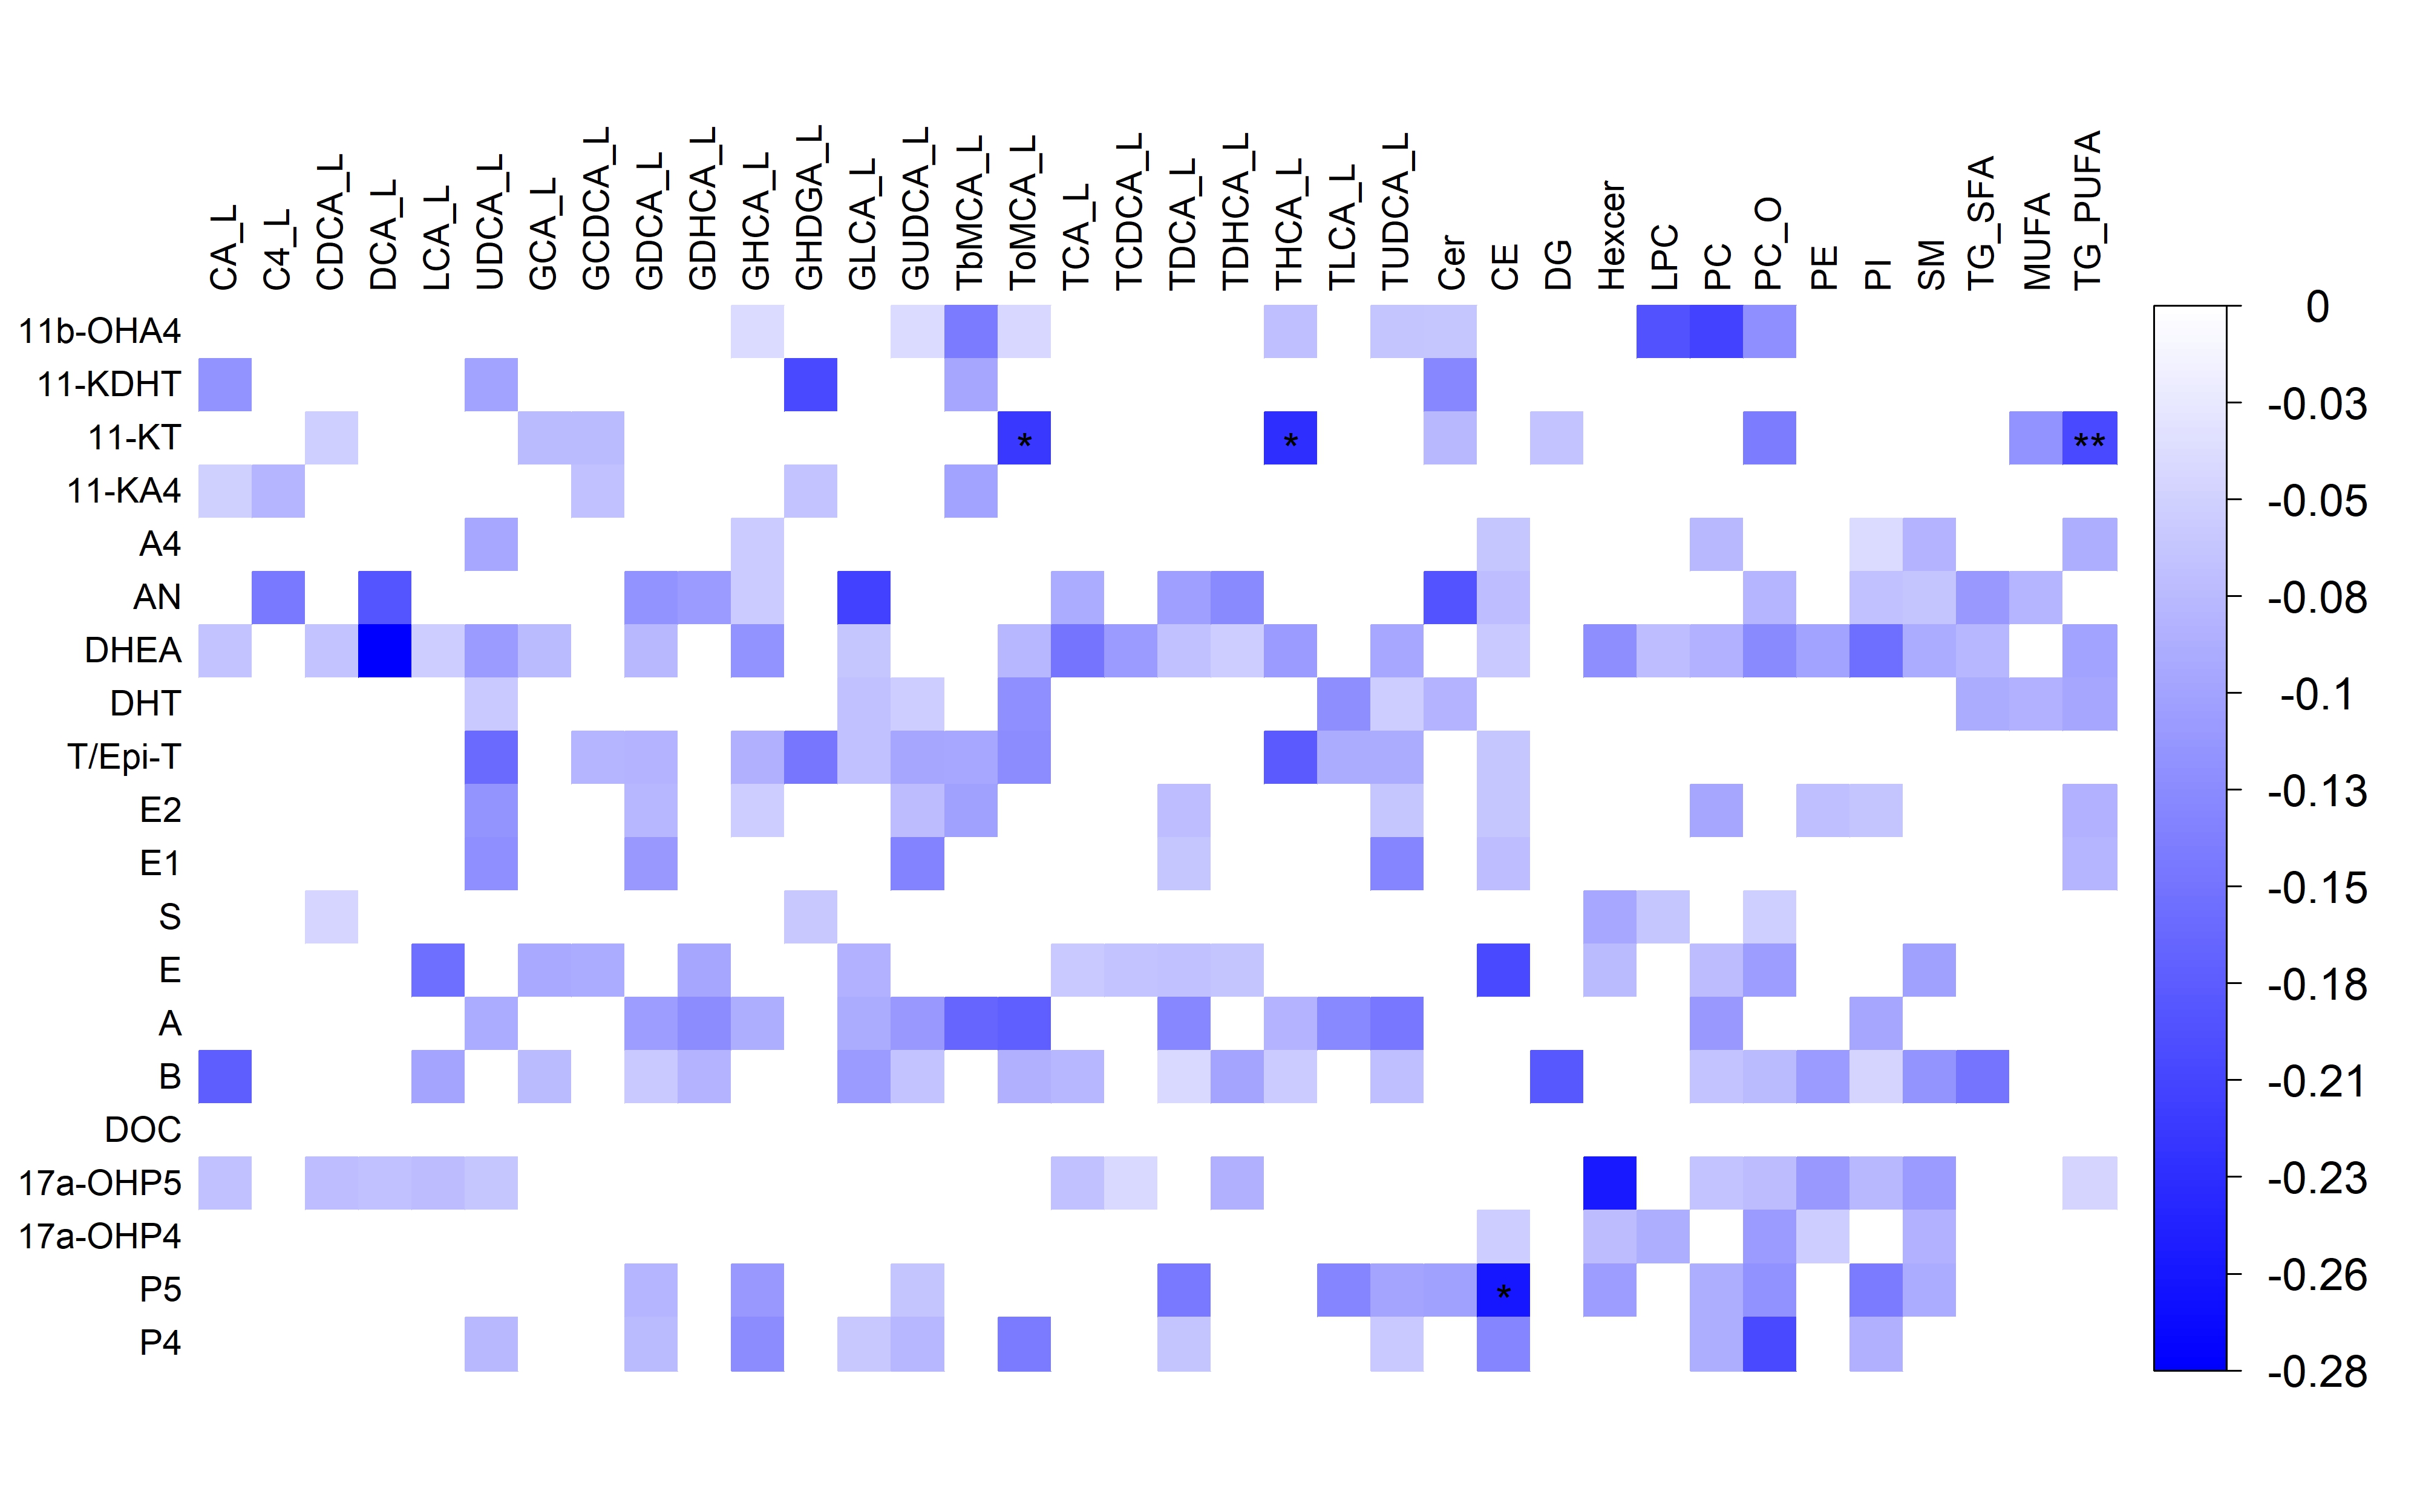 CA_L
C4_L
CDCA_L
DCA_L
LCA_L
UDCA_L
GCA_L
GCDCA_L
GDCA_L
GDHCA_L
GHCA_L
GHDGA_L
GLCA_L
GUDCA_L
TbMCA_L
ToMCA_L
TCA_L
TCDCA_L
TDCA_L
TDHCA_L
THCA_L
TLCA_L
TUDCA_L
Cer
CE
DG
Hexcer
LPC
PC
PC_O
PE
PI
SM
TG_SFA
MUFA
TG_PUFA
11b-OHA4
11-KDHT
11-KT
* * **
11-KA4
A4
AN
DHEA
DHT
T/Epi-T
E2
E1
S
E
A
B
DOC
17a-OHP5
17a-OHP4
P5
*
P4
0
-0.03
-0.05
-0.08
-0.1
-0.13
-0.15
-0.18
-0.21
-0.23
-0.26
-0.28